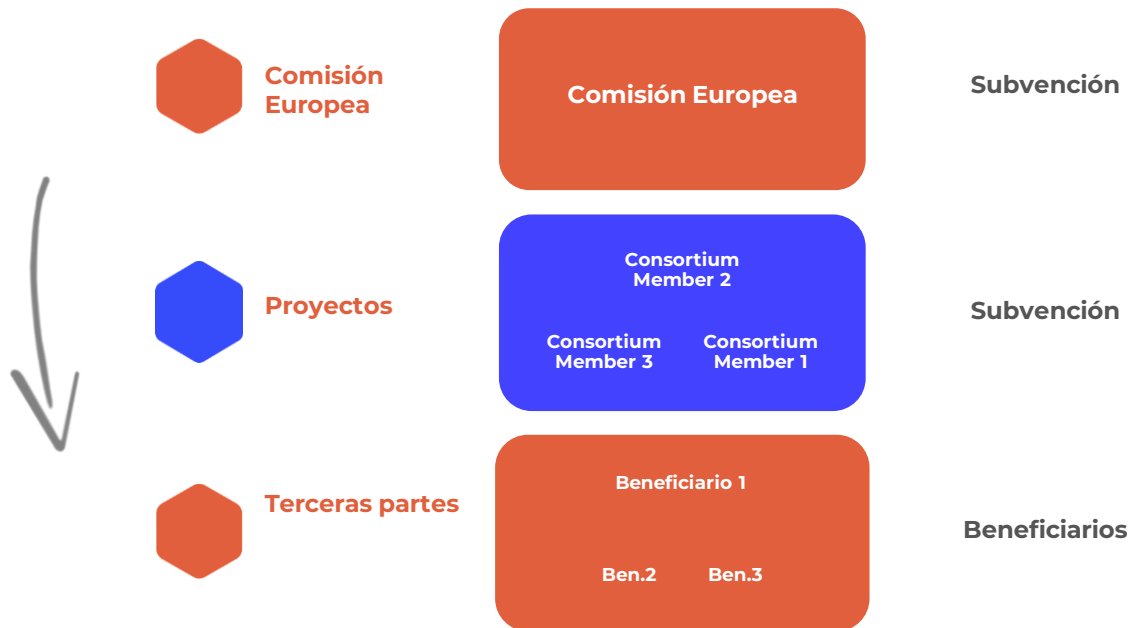 Comisión
Europea
Comisión Europea
Subvención
Proyectos
Consortium
Member 2
Consortium
Member 3
Consortium
Member 1
Subvención
Terceras partes
Beneficiario 1
Ben.2
Ben.3
Beneficiarios